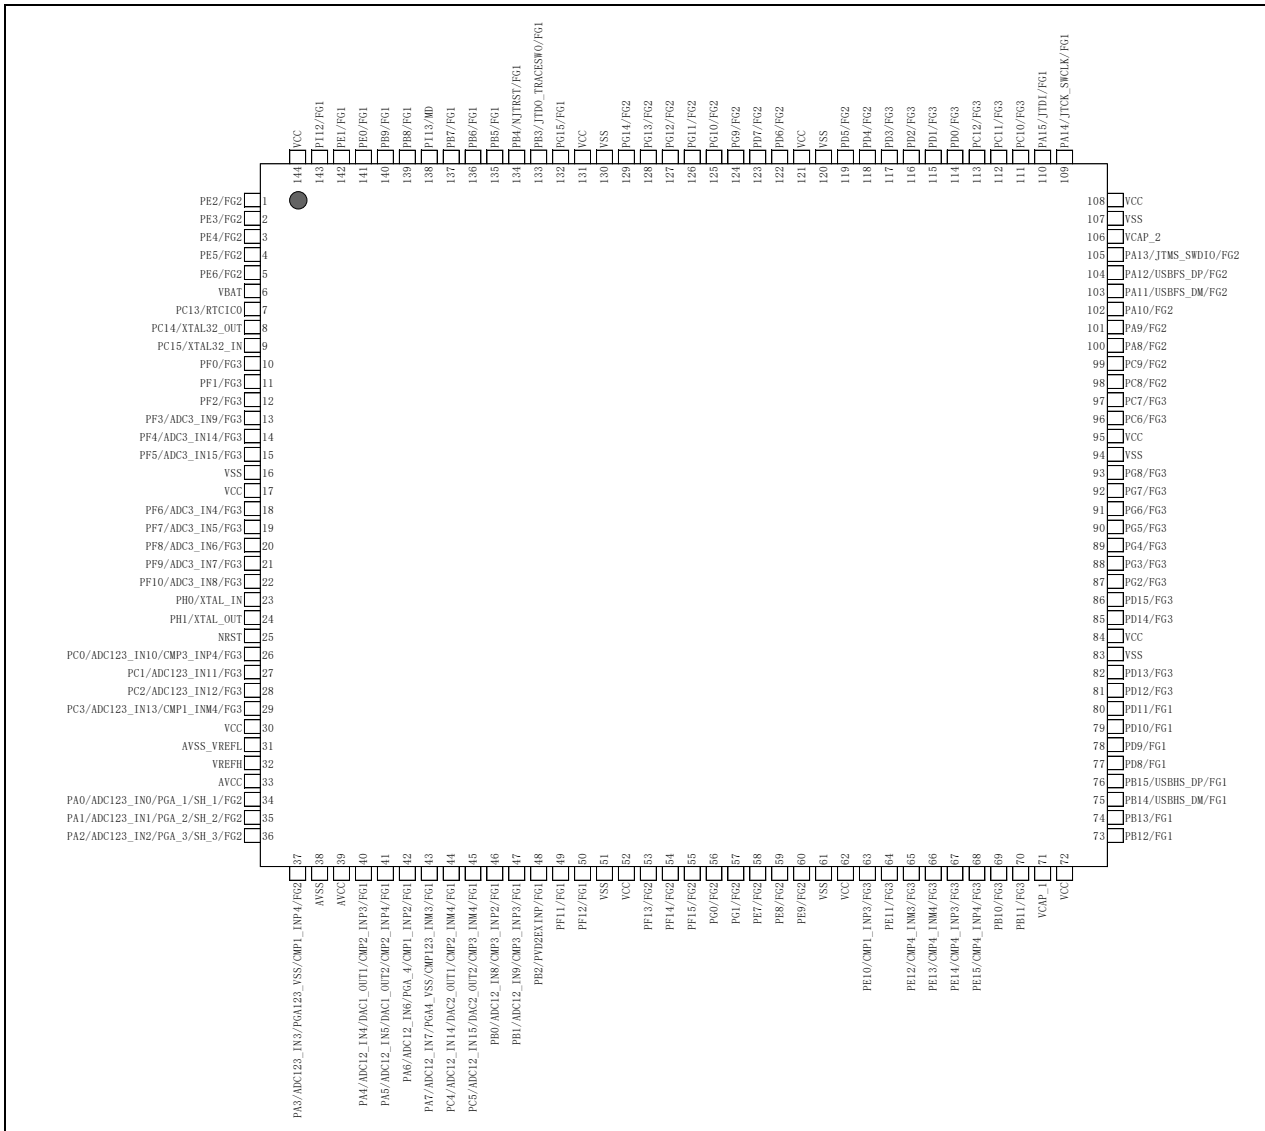 VCC
PI12/FG1
PE1/FG1
PE0/FG1
PB9/FG1
PB8/FG1
PI13/MD
PB7/FG1
PB6/FG1
PB5/FG1
PB4/NJTRST/FG1
PB3/JTDO_TRACESWO/FG1
PG15/FG1
VCC
VSS
PG14/FG2
PG13/FG2
PG12/FG2
PG11/FG2
PG10/FG2
PG9/FG2
PD7/FG2
PD6/FG2
VCC
VSS
PD5/FG2
PD4/FG2
PD3/FG3
PD2/FG3
PD1/FG3
PD0/FG3
PC12/FG3
PC11/FG3
PC10/FG3
PA15/JTDI/FG1
PA14/JTCK_SWCLK/FG1
144
143
142
141
140
139
138
137
136
135
134
133
132
131
130
129
128
127
126
125
124
123
122
121
120
119
118
117
116
115
114
113
112
111
110
109
PE2/FG2 1
PE3/FG2 2
PE4/FG2 3
PE5/FG2 4
PE6/FG2 5
VBAT 6
PC13/RTCIC0 7
PC14/XTAL32_OUT 8
PC15/XTAL32_IN 9
PF0/FG3 10
PF1/FG3 11
PF2/FG3 12
PF3/ADC3_IN9/FG3 13
PF4/ADC3_IN14/FG3 14
PF5/ADC3_IN15/FG3 15
VSS 16
VCC 17
PF6/ADC3_IN4/FG3 18
PF7/ADC3_IN5/FG3 19
PF8/ADC3_IN6/FG3 20
PF9/ADC3_IN7/FG3 21
PF10/ADC3_IN8/FG3 22
PH0/XTAL_IN 23
PH1/XTAL_OUT 24
NRST 25
PC0/ADC123_IN10/CMP3_INP4/FG3 26
PC1/ADC123_IN11/FG3 27
PC2/ADC123_IN12/FG3 28
PC3/ADC123_IN13/CMP1_INM4/FG3 29
VCC 30
AVSS_VREFL 31
VREFH 32
AVCC 33
PA0/ADC123_IN0/PGA_1/SH_1/FG2 34
PA1/ADC123_IN1/PGA_2/SH_2/FG2 35
PA2/ADC123_IN2/PGA_3/SH_3/FG2 36
108 VCC
107 VSS
106 VCAP_2
105 PA13/JTMS_SWDIO/FG2
104 PA12/USBFS_DP/FG2
103 PA11/USBFS_DM/FG2
102 PA10/FG2
101 PA9/FG2
100 PA8/FG2
99 PC9/FG2
98 PC8/FG2
97 PC7/FG3
96 PC6/FG3
95 VCC
94 VSS
93 PG8/FG3
92 PG7/FG3
91 PG6/FG3
90 PG5/FG3
89 PG4/FG3
88 PG3/FG3
87 PG2/FG3
86 PD15/FG3
85 PD14/FG3
84 VCC
83 VSS
82 PD13/FG3
81 PD12/FG3
80 PD11/FG1
79 PD10/FG1
78 PD9/FG1
77 PD8/FG1
76 PB15/USBHS_DP/FG1
75 PB14/USBHS_DM/FG1
74 PB13/FG1
73 PB12/FG1
37
38
39
40
41
42
43
44
45
46
47
48
49
50
51
52
53
54
55
56
57
58
59
60
61
62
63
64
65
66
67
68
69
70
71
72
PA3/ADC123_IN3/PGA123_VSS/CMP1_INP4/FG2
AVSS
AVCC
PA4/ADC12_IN4/DAC1_OUT1/CMP2_INP3/FG1
PA5/ADC12_IN5/DAC1_OUT2/CMP2_INP4/FG1
PA6/ADC12_IN6/PGA_4/CMP1_INP2/FG1
PA7/ADC12_IN7/PGA4_VSS/CMP123_INM3/FG1
PC4/ADC12_IN14/DAC2_OUT1/CMP2_INM4/FG1
PC5/ADC12_IN15/DAC2_OUT2/CMP3_INM4/FG1
PB0/ADC12_IN8/CMP3_INP2/FG1
PB1/ADC12_IN9/CMP3_INP3/FG1
PB2/PVD2EXINP/FG1
PF11/FG1
PF12/FG1
VSS
VCC
PF13/FG2
PF14/FG2
PF15/FG2
PG0/FG2
PG1/FG2
PE7/FG2
PE8/FG2
PE9/FG2
VSS
VCC
PE10/CMP1_INP3/FG3
PE11/FG3
PE12/CMP4_INM3/FG3
PE13/CMP4_INM4/FG3
PE14/CMP4_INP3/FG3
PE15/CMP4_INP4/FG3
PB10/FG3
PB11/FG3
VCAP_1
VCC